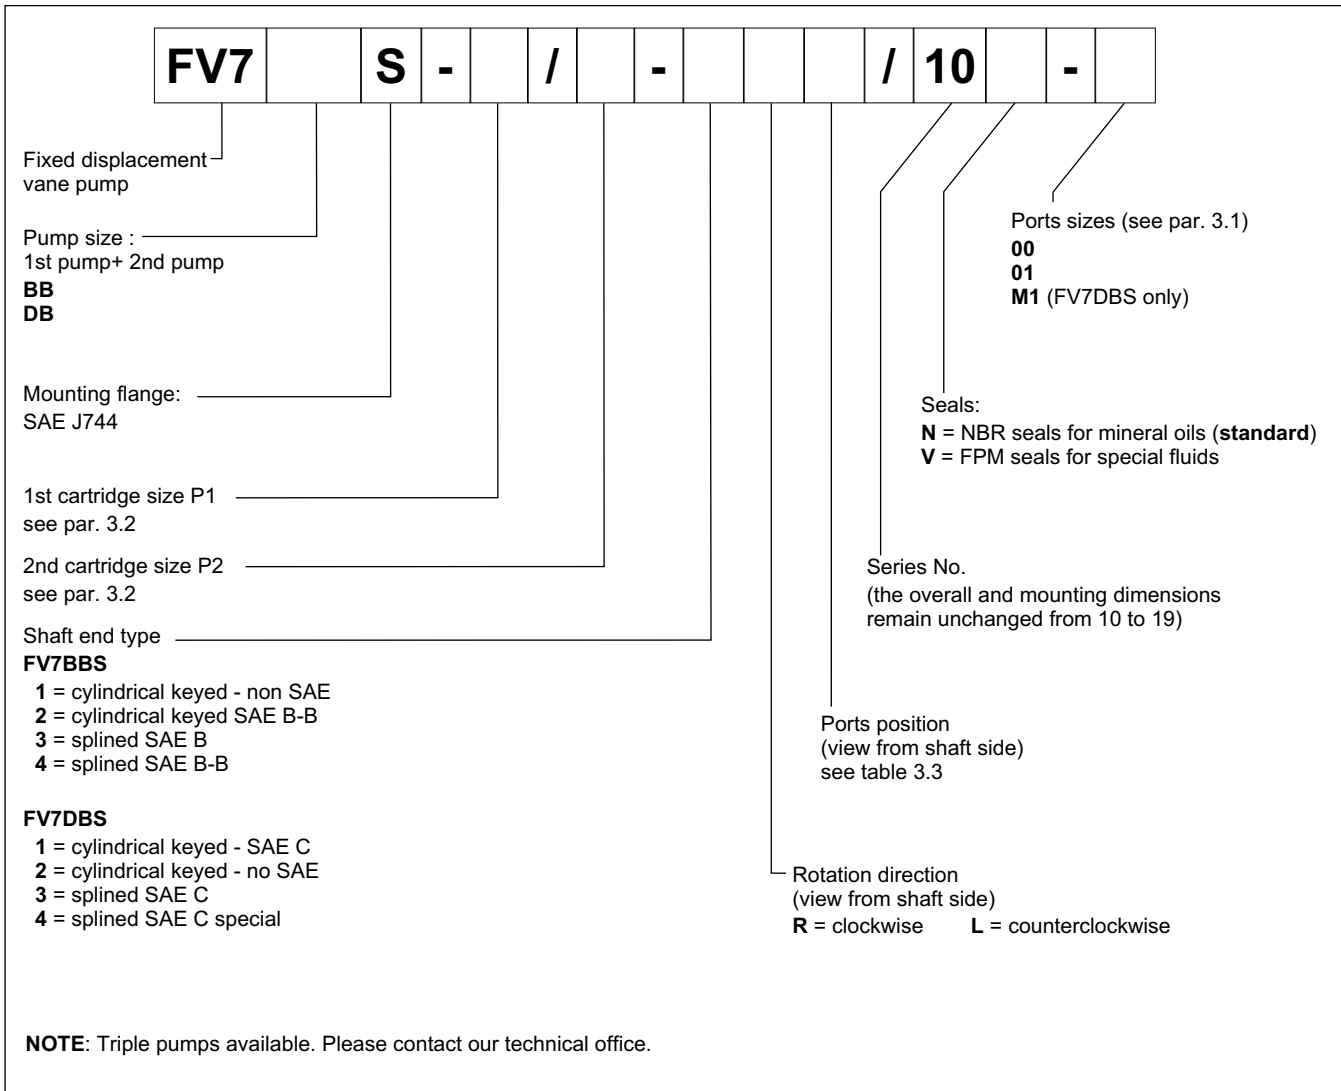 FV7 S - / - / 10 -
Fixed displacement
vane pump
Pump size :
1st pump+ 2nd pump
BB
DB
Mounting flange:
SAE J744
1st cartridge size P1
see par. 3.2
2nd cartridge size P2
see par. 3.2
Shaft end type
FV7BBS
1 = cylindrical keyed - non SAE
2 = cylindrical keyed SAE B-B
3 = splined SAE B
4 = splined SAE B-B
FV7DBS
1 = cylindrical keyed - SAE C
2 = cylindrical keyed - no SAE
3 = splined SAE C
4 = splined SAE C special
Ports sizes (see par. 3.1)
00
01
M1 (FV7DBS only)
Seals:
N = NBR seals for mineral oils (standard)
V = FPM seals for special fluids
Series No.
(the overall and mounting dimensions
remain unchanged from 10 to 19)
Ports position
(view from shaft side)
see table 3.3
Rotation direction
(view from shaft side)
R = clockwise L = counterclockwise
NOTE: Triple pumps available. Please contact our technical office.